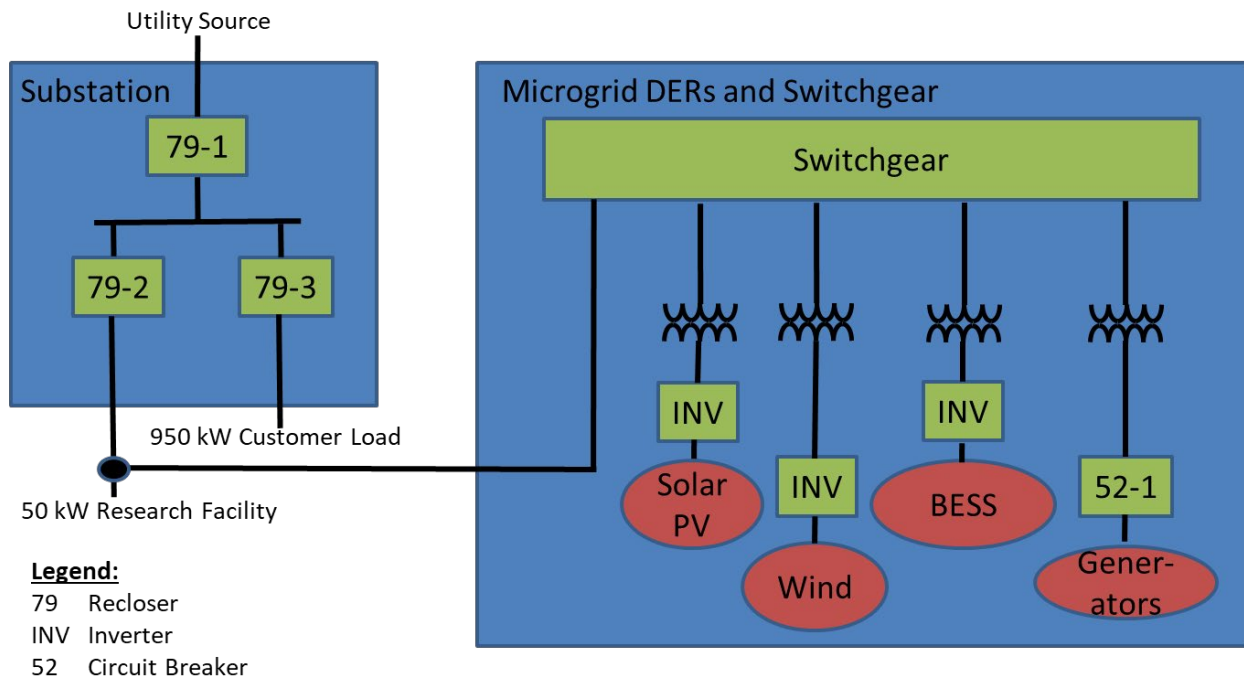 Utility Source
Substation
79-1
79-2
79-3
950 kW Customer Load
50 kW Research Facility
Microgrid DERs and Switchgear
Switchgear
INV
Solar
PV
INV
Wind
INV
BESS
52-1
Gener-
ators
Legend:
79 Recloser
INV Inverter
52 Circuit Breaker